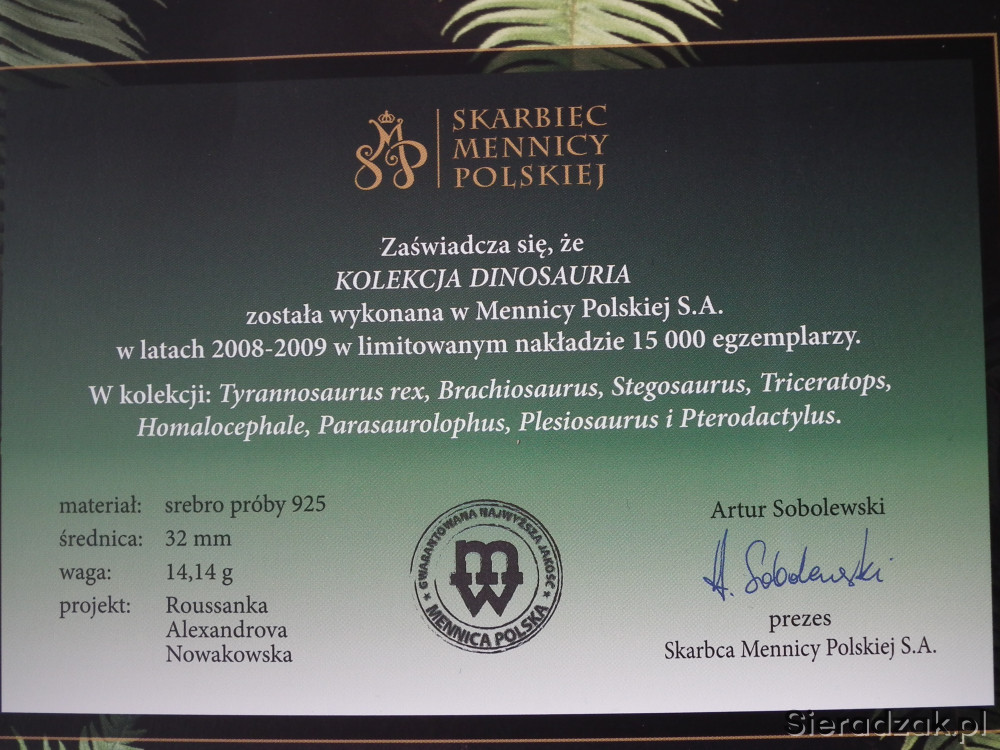 SKARBIEC
MENNICY
POLSKIEJ
Zaświadcza się, że
KOLEKCJA DINOSAURIA
została wykonana w Mennicy Polskiej S.A.
w latach 2008-2009 w limitowanym nakładzie 15 000 egzemplarzy.
W kolekcji: Tyrannosaurus rex, Brachiosaurus, Stegosaurus, Triceratops,
Homalocephale, Parasaurolophus, Plesiosaurus i Pterodactylus.
materiał: srebro próby 925
średnica: 32 mm
waga: 14,14 g
projekt: Roussanka
Alexandrova
Nowakowska
GWARANTOWANA NAJWYŻSZA JAKOŚĆ
mw
MENNICA POLSKA
Artur Sobolewski
A. Sobolewski
prezes
Skarbca Mennicy Polskiej S.A.
Sieradzak.pl